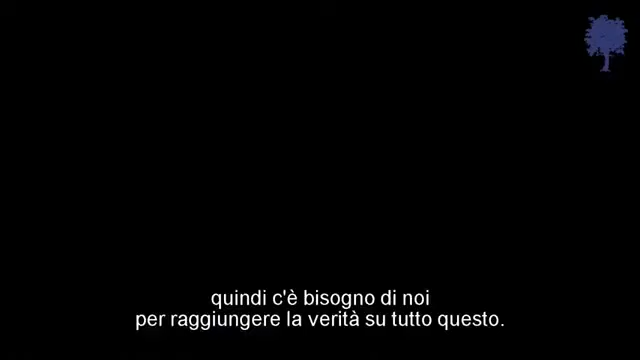 quindi c'è bisogno di noi
per raggiungere la verità su tutto questo.